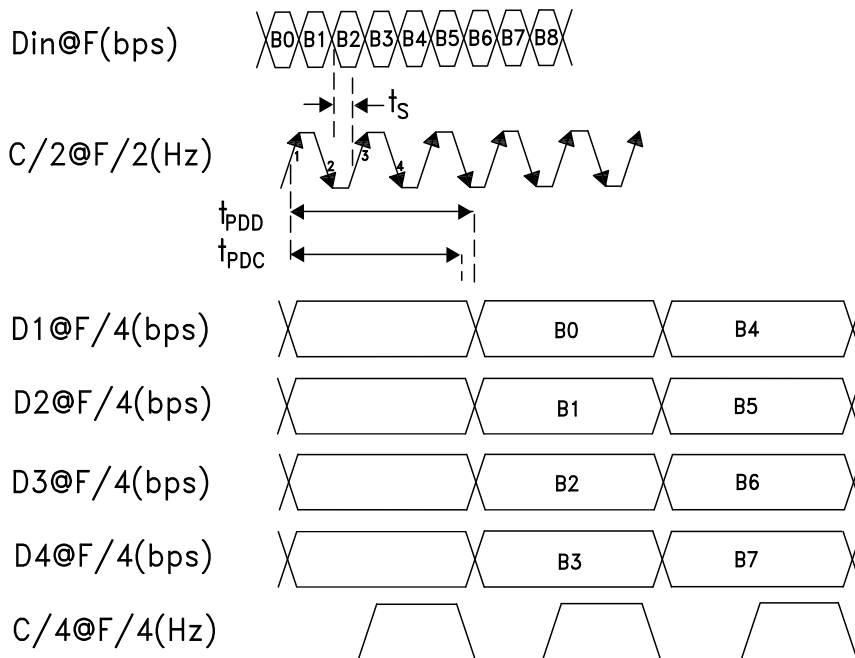 Din@F(bps)
B0 B1 B2 B3 B4 B5 B6 B7 B8
tS
C/2@F/2(Hz)
1 2 3 4
tPDD
tPDC
D1@F/4(bps)
B0 B4
D2@F/4(bps)
B1 B5
D3@F/4(bps)
B2 B6
D4@F/4(bps)
B3 B7
C/4@F/4(Hz)